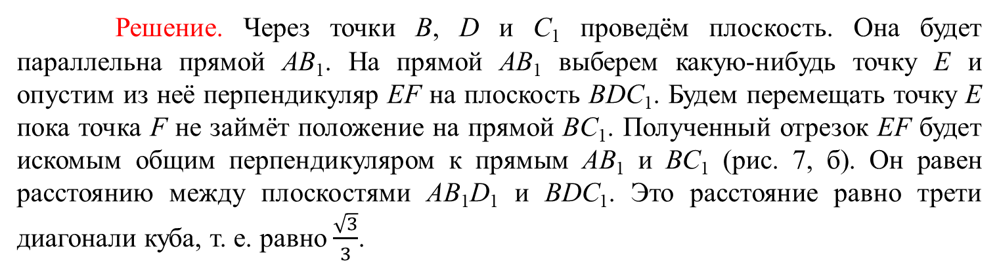 Решение. Через точки B, D и C₁ проведём плоскость. Она будет
параллельна прямой AB₁. На прямой AB₁ выберем какую-нибудь точку E и
опустим из неё перпендикуляр EF на плоскость BDC₁. Будем перемещать точку E
пока точка F не займёт положение на прямой BC₁. Полученный отрезок EF будет
искомым общим перпендикуляром к прямым AB₁ и BC₁ (рис. 7, б). Он равен
расстоянию между плоскостями AB₁D₁ и BDC₁. Это расстояние равно трети
диагонали куба, т. е. равно √3/3.